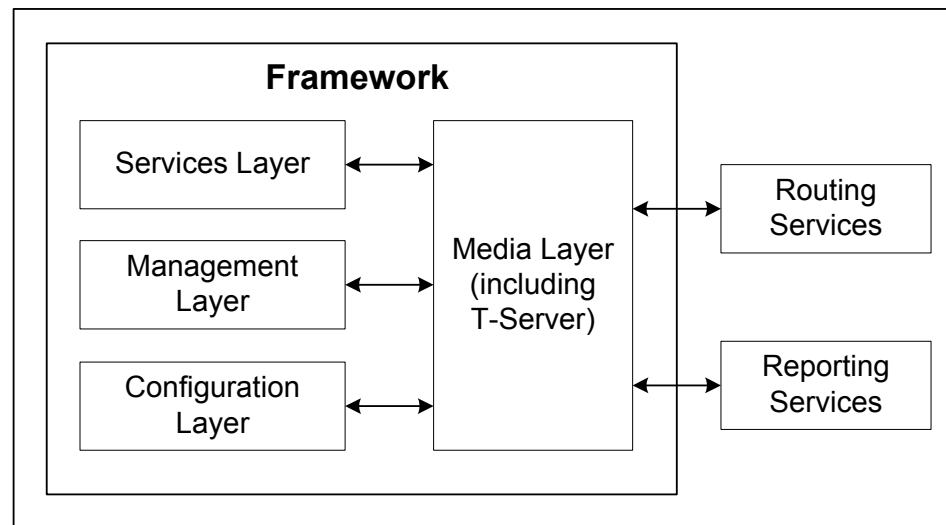 Framework
Services Layer
Management
Layer
Configuration
Layer
Media Layer
(including
T-Server)
Routing
Services
Reporting
Services